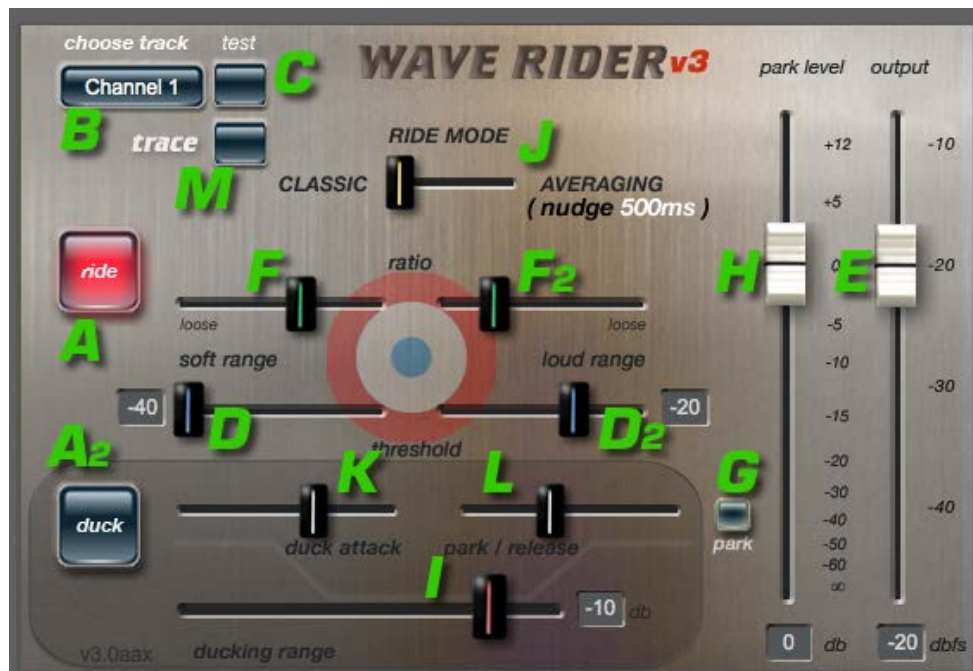 choose track test
WAVE RIDER v3
park level output
Channel 1
C
B
trace
M
RIDE MODE J
CLASSIC AVERAGING
( nudge 500ms )
ride
A
ratio
F F2
loose loose
soft range loud range
-40 -20
D D2
threshold
A2
K L G
duck
duck attack park / release
park
I
-10 db
v3.0aax ducking range
H E
+12
+5
0
-5
-10
-15
-20
-30
-40
-50
-60
∞
0 db
-10
-20
-30
-40
-20 dbfs